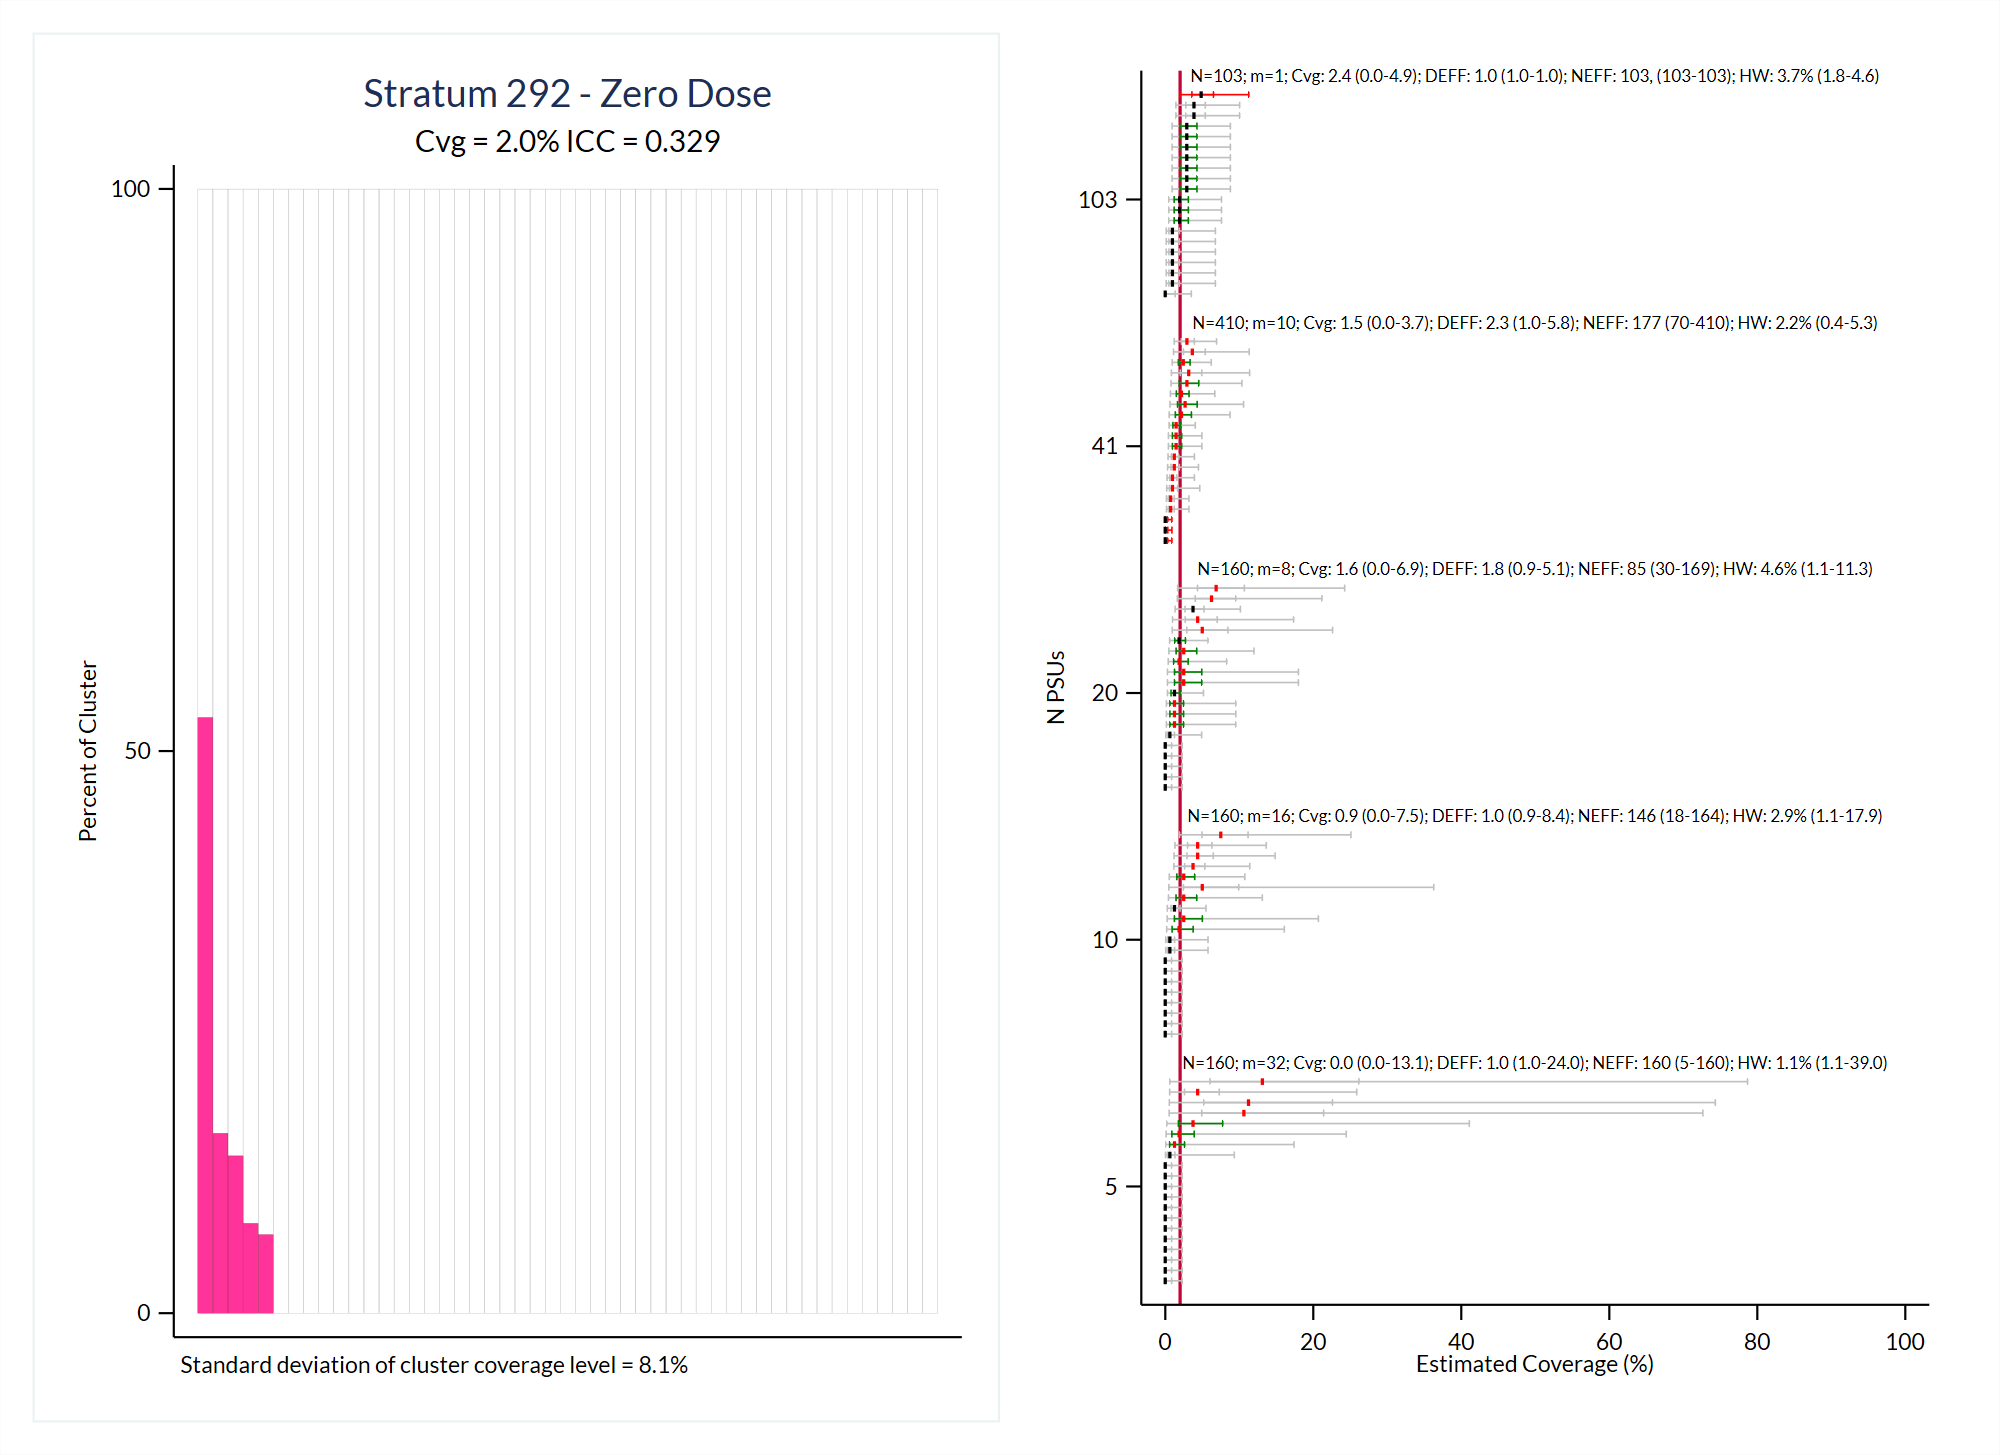 Stratum 292 - Zero Dose
Cvg = 2.0% ICC = 0.329
100
50
0
Percent of Cluster
Standard deviation of cluster coverage level = 8.1%
N=103; m=1; Cvg: 2.4 (0.0-4.9); DEFF: 1.0 (1.0-1.0); NEFF: 103, (103-103); HW: 3.7% (1.8-4.6)
103
N=410; m=10; Cvg: 1.5 (0.0-3.7); DEFF: 2.3 (1.0-5.8); NEFF: 177 (70-410); HW: 2.2% (0.4-5.3)
41
N=160; m=8; Cvg: 1.6 (0.0-6.9); DEFF: 1.8 (0.9-5.1); NEFF: 85 (30-169); HW: 4.6% (1.1-11.3)
20
N PSUs
N=160; m=16; Cvg: 0.9 (0.0-7.5); DEFF: 1.0 (0.9-8.4); NEFF: 146 (18-164); HW: 2.9% (1.1-17.9)
10
N=160; m=32; Cvg: 0.0 (0.0-13.1); DEFF: 1.0 (1.0-24.0); NEFF: 160 (5-160); HW: 1.1% (1.1-39.0)
5
0 20 40 60 80 100
Estimated Coverage (%)